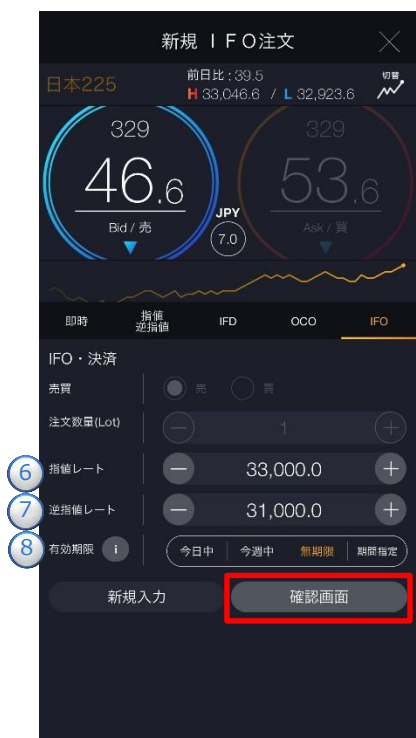 新規 IFO注文
日本225
前日比 : 39.5
H 33,046.6 / L 32,923.6
切替
329
46.6
Bid / 売
JPY
7.0
329
53.6
Ask / 買
即時
指値
逆指値
IFD
OCO
IFO
IFO・決済
売買
売
買
注文数量(Lot)
1
6
指値レート
33,000.0
7
逆指値レート
31,000.0
8
有効期限
i
今日中
今週中
無期限
期間指定
新規入力
確認画面